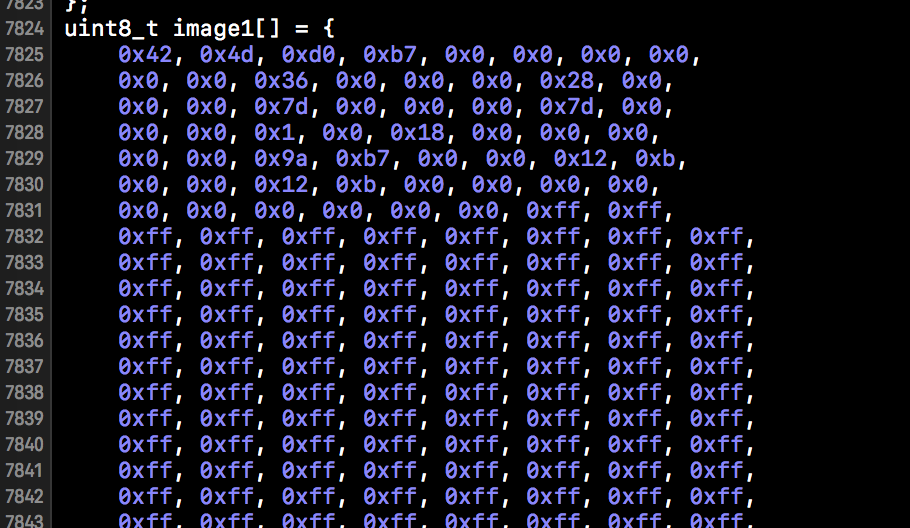 7823 };
7824 uint8_t image1[] = {
7825 0x42, 0x4d, 0xd0, 0xb7, 0x0, 0x0, 0x0, 0x0,
7826 0x0, 0x0, 0x36, 0x0, 0x0, 0x0, 0x28, 0x0,
7827 0x0, 0x0, 0x7d, 0x0, 0x0, 0x0, 0x7d, 0x0,
7828 0x0, 0x0, 0x1, 0x0, 0x18, 0x0, 0x0, 0x0,
7829 0x0, 0x0, 0x9a, 0xb7, 0x0, 0x0, 0x12, 0xb,
7830 0x0, 0x0, 0x12, 0xb, 0x0, 0x0, 0x0, 0x0,
7831 0x0, 0x0, 0x0, 0x0, 0x0, 0x0, 0xff, 0xff,
7832 0xff, 0xff, 0xff, 0xff, 0xff, 0xff, 0xff, 0xff,
7833 0xff, 0xff, 0xff, 0xff, 0xff, 0xff, 0xff, 0xff,
7834 0xff, 0xff, 0xff, 0xff, 0xff, 0xff, 0xff, 0xff,
7835 0xff, 0xff, 0xff, 0xff, 0xff, 0xff, 0xff, 0xff,
7836 0xff, 0xff, 0xff, 0xff, 0xff, 0xff, 0xff, 0xff,
7837 0xff, 0xff, 0xff, 0xff, 0xff, 0xff, 0xff, 0xff,
7838 0xff, 0xff, 0xff, 0xff, 0xff, 0xff, 0xff, 0xff,
7839 0xff, 0xff, 0xff, 0xff, 0xff, 0xff, 0xff, 0xff,
7840 0xff, 0xff, 0xff, 0xff, 0xff, 0xff, 0xff, 0xff,
7841 0xff, 0xff, 0xff, 0xff, 0xff, 0xff, 0xff, 0xff,
7842 0xff, 0xff, 0xff, 0xff, 0xff, 0xff, 0xff, 0xff,
7843 0xff, 0xff, 0xff, 0xff, 0xff, 0xff, 0xff, 0xff,